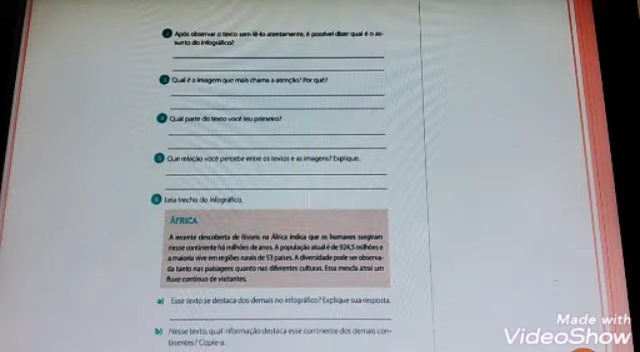 2 Após observar o texto sem lê-lo atentamente, é possível dizer qual é o as-
sunto do infográfico?
3 Qual é a imagem que mais chama a atenção? Por quê?
4 Qual parte do texto você leu primeiro?
5 Que relação você percebe entre os textos e as imagens? Explique.
6 Leia trecho do infográfico.
ÁFRICA
A recente descoberta de fósseis na África indica que os humanos surgiram
nesse continente há milhões de anos. A população atual é de 924,5 milhões e
a maioria vive em regiões rurais de 53 países. A diversidade pode ser observa-
da tanto nas paisagens quanto nas diferentes culturas. Essa mescla atrai um
fluxo contínuo de visitantes.
a) Esse texto se destaca dos demais no infográfico? Explique sua resposta.
b) Nesse texto, qual informação destaca esse continente dos demais con-
tinentes? Copie-a.
Made with
VideoShow